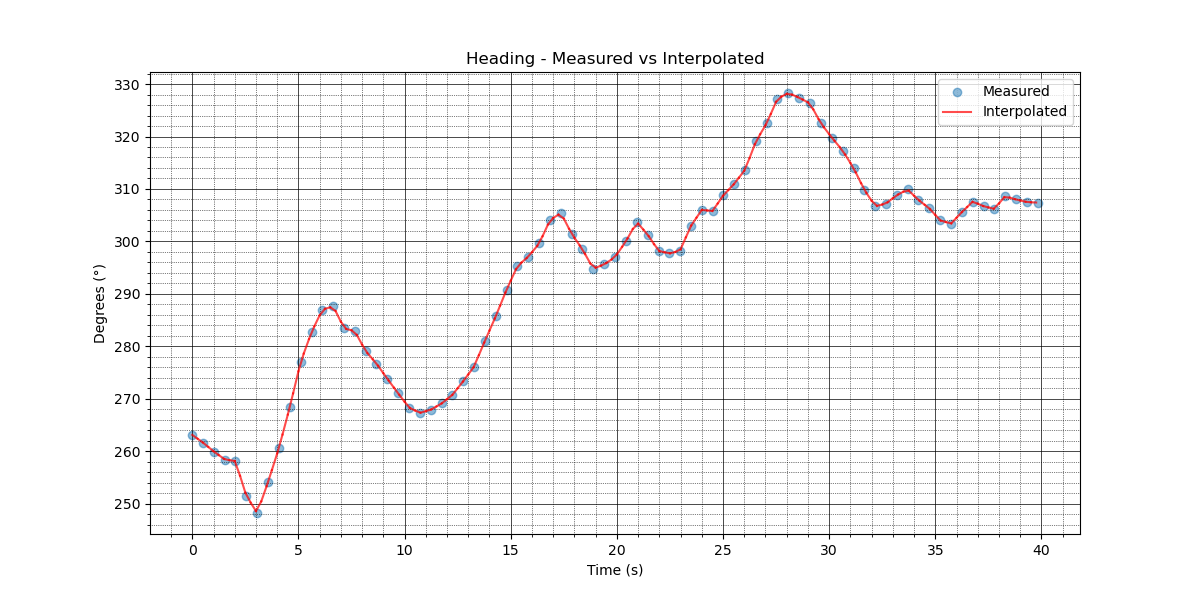 Heading - Measured vs Interpolated
Measured
Interpolated
Degrees (°)
330
320
310
300
290
280
270
260
250
0 5 10 15 20 25 30 35 40
Time (s)